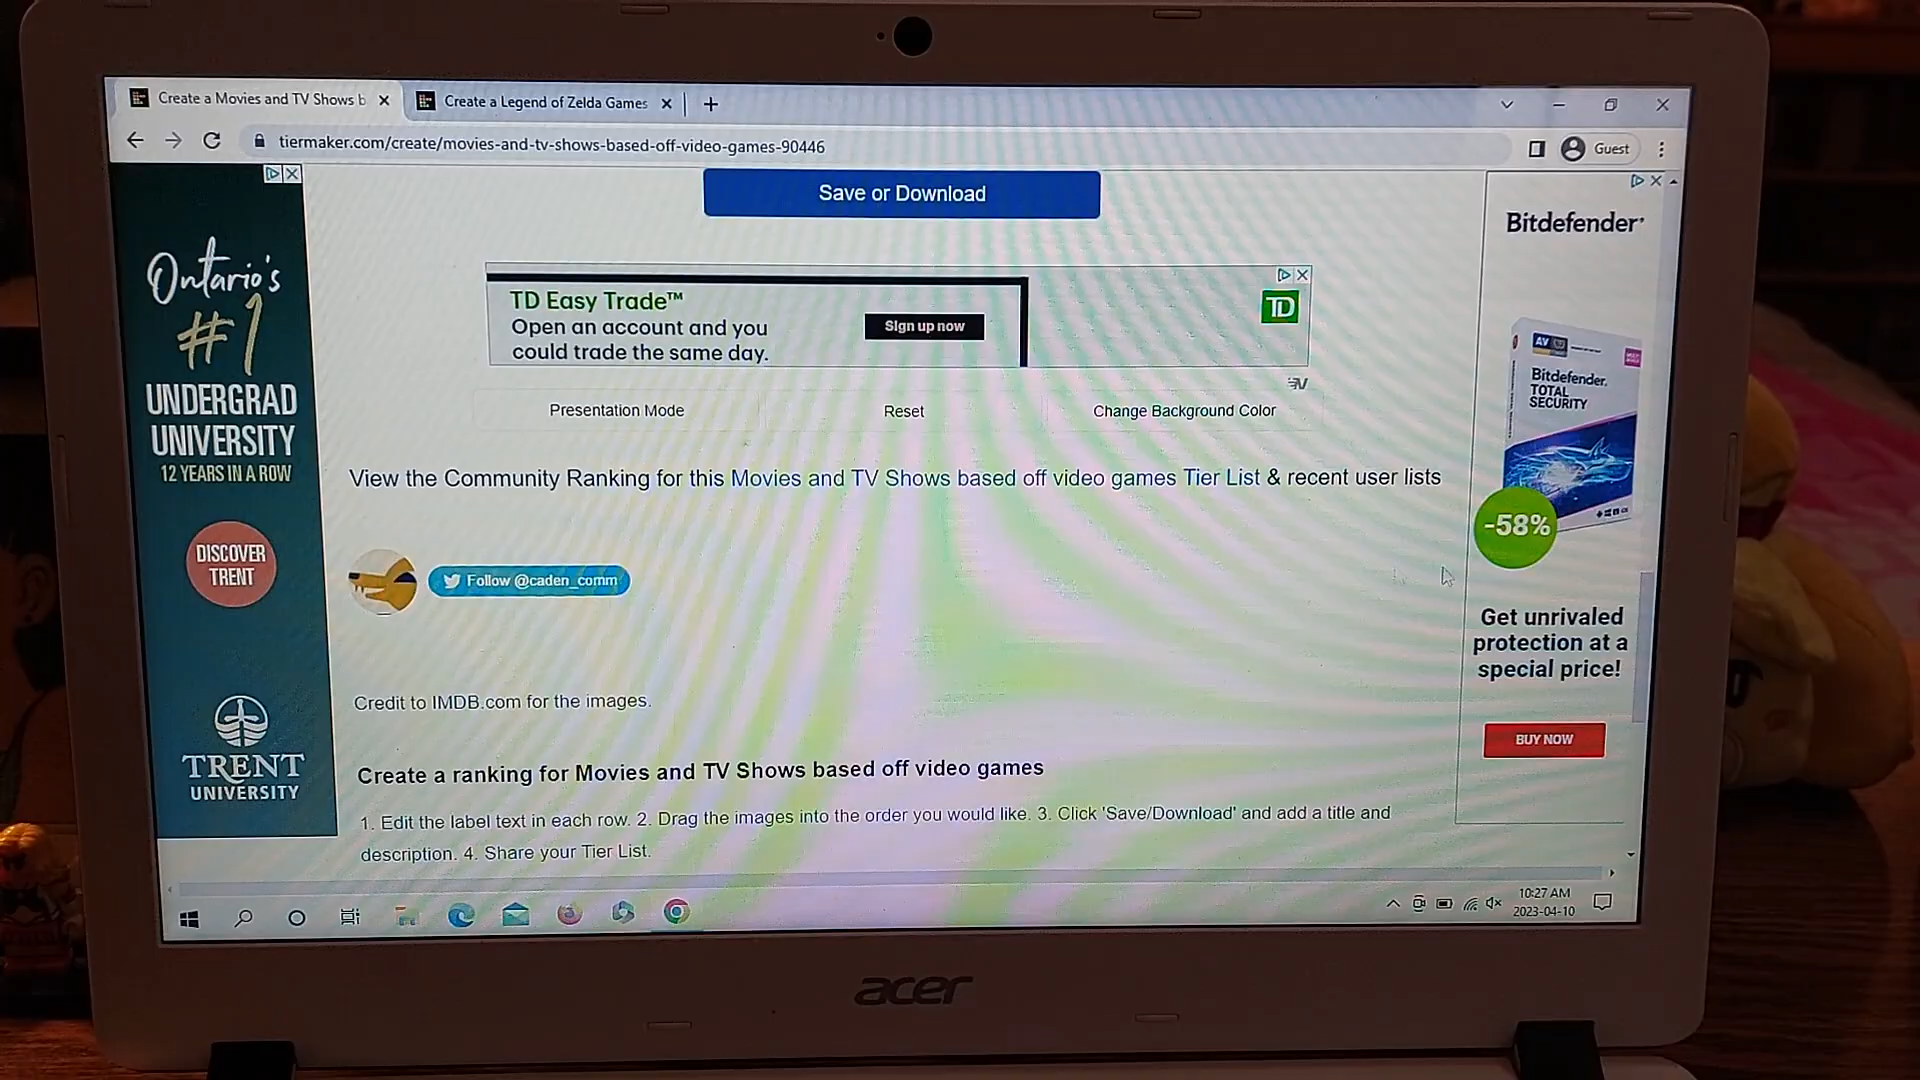 Create a Movies and TV Shows b
Create a Legend of Zelda Games
tiermaker.com/create/movies-and-tv-shows-based-off-video-games-90446
Guest
Save or Download
Ontario's
#1
UNDERGRAD
UNIVERSITY
12 YEARS IN A ROW
DISCOVER
TRENT
TRENT
UNIVERSITY
TD Easy Trade™
Open an account and you
could trade the same day.
Sign up now
TD
Presentation Mode
Reset
Change Background Color
View the Community Ranking for this Movies and TV Shows based off video games Tier List & recent user lists
Follow @caden_comm
Credit to IMDB.com for the images.
Create a ranking for Movies and TV Shows based off video games
1. Edit the label text in each row. 2. Drag the images into the order you would like. 3. Click 'Save/Download' and add a title and
description. 4. Share your Tier List.
Bitdefender
AV
Bitdefender.
TOTAL
SECURITY
-58%
Get unrivaled
protection at a
special price!
BUY NOW
10:27 AM
2023-04-10
acer